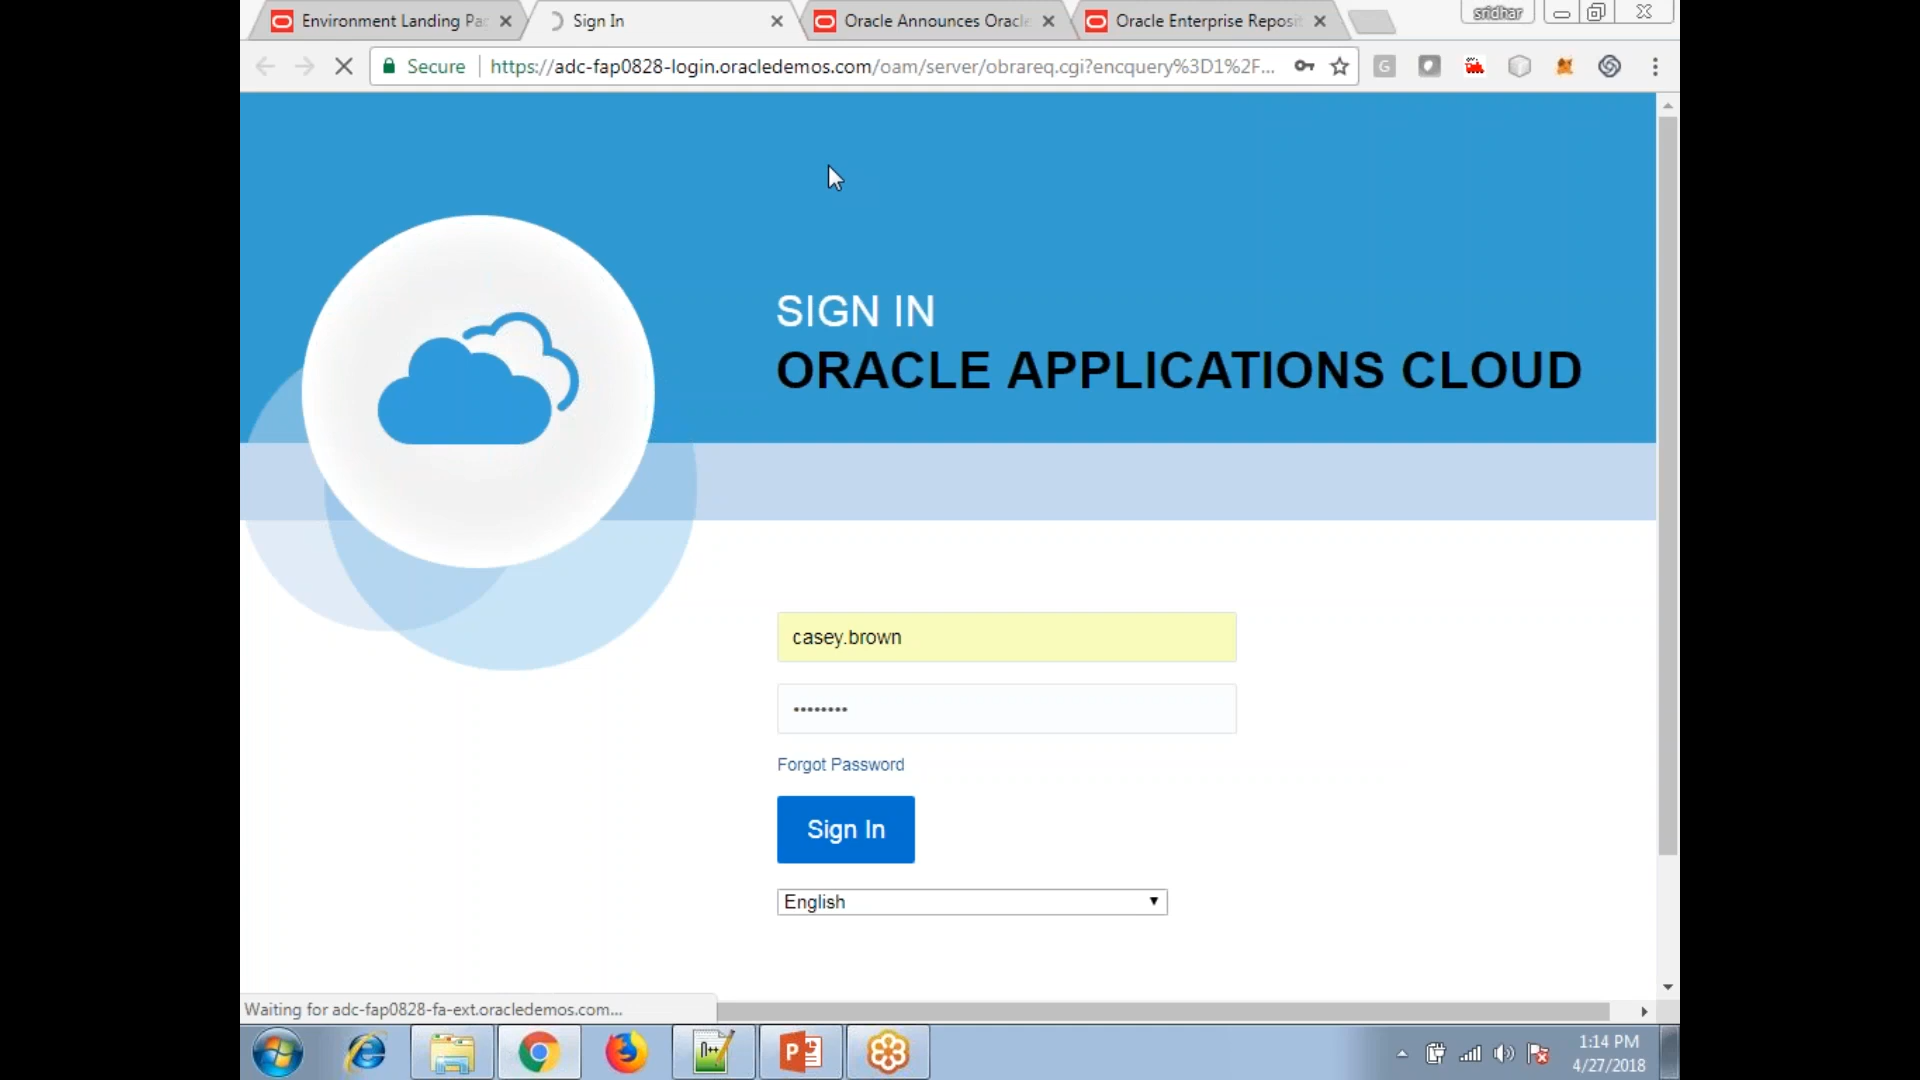 Environment Landing Pa
Sign In
Oracle Announces Oracl
Oracle Enterprise Reposit
sridhar
Secure
https://adc-fap0828-login.oracledemos.com/oam/server/obrareq.cgi?encquery%3D1%2F...
G
SIGN IN
ORACLE APPLICATIONS CLOUD
casey.brown
••••••••
Forgot Password
Sign In
English
Waiting for adc-fap0828-fa-ext.oracledemos.com...
1:14 PM
4/27/2018